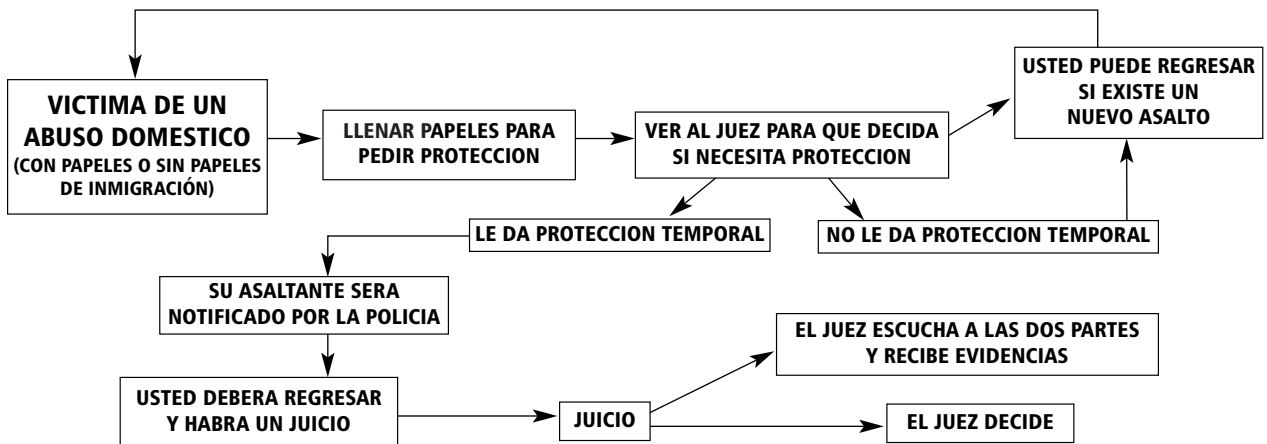 VICTIMA DE UN
ABUSO DOMESTICO
(CON PAPELES O SIN PAPELES
DE INMIGRACIÓN)
LLENAR PAPELES PARA
PEDIR PROTECCION
VER AL JUEZ PARA QUE DECIDA
SI NECESITA PROTECCION
USTED PUEDE REGRESAR
SI EXISTE UN
NUEVO ASALTO
LE DA PROTECCION TEMPORAL
NO LE DA PROTECCION TEMPORAL
SU ASALTANTE SERA
NOTIFICADO POR LA POLICIA
USTED DEBERA REGRESAR
Y HABRA UN JUICIO
JUICIO
EL JUEZ ESCUCHA A LAS DOS PARTES
Y RECIBE EVIDENCIAS
EL JUEZ DECIDE